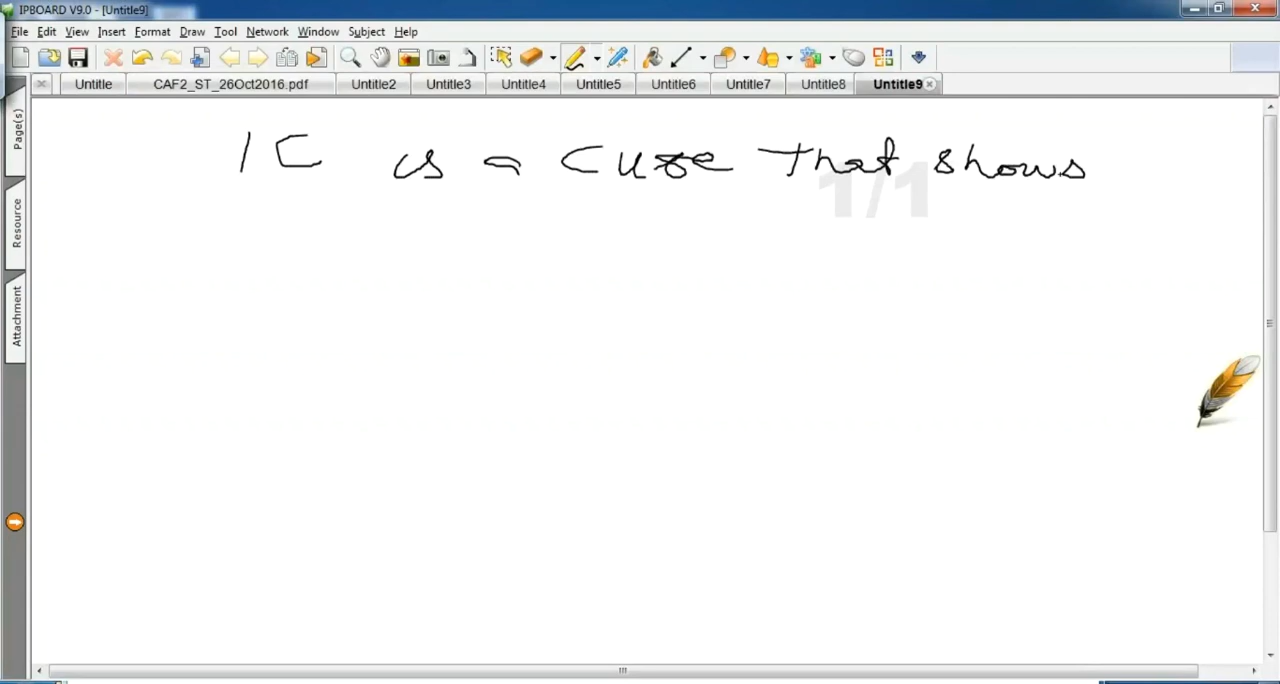 IPBOARD V9.0 - [Untitle9]
File Edit View Insert Format Draw Tool Network Window Subject Help
Untitle CAF2_ST_26Oct2016.pdf Untitle2 Untitle3 Untitle4 Untitle5 Untitle6 Untitle7 Untitle8 Untitle9
Page(s)
Resource
Attachment
IC is a Cuve that shows
1/1